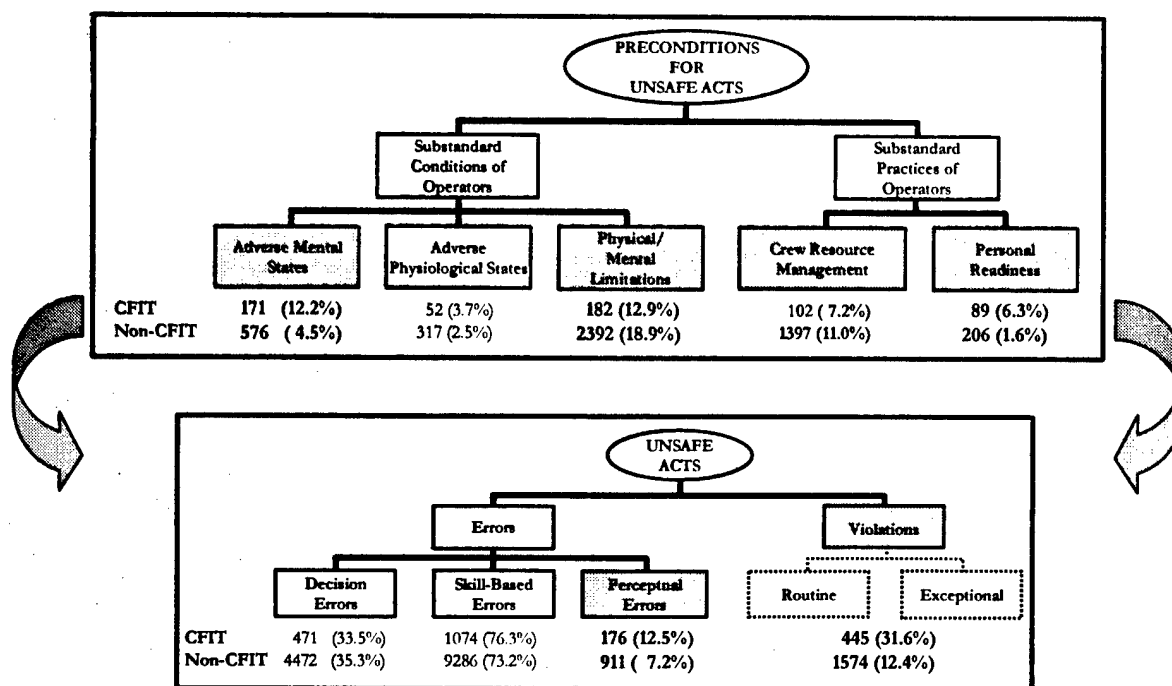 PRECONDITIONS
FOR
UNSAFE ACTS
Substandard
Conditions of
Operators
Substandard
Practices of
Operators
Adverse Mental
States
Adverse
Physiological States
Physical/
Mental
Limitations
Crew Resource
Management
Personal
Readiness
CFIT 171 (12.2%) 52 (3.7%) 182 (12.9%) 102 ( 7.2%) 89 (6.3%)
Non-CFIT 576 ( 4.5%) 317 (2.5%) 2392 (18.9%) 1397 (11.0%) 206 (1.6%)
UNSAFE
ACTS
Errors
Violations
Decision
Errors
Skill-Based
Errors
Perceptual
Errors
Routine
Exceptional
CFIT 471 (33.5%) 1074 (76.3%) 176 (12.5%) 445 (31.6%)
Non-CFIT 4472 (35.3%) 9286 (73.2%) 911 ( 7.2%) 1574 (12.4%)